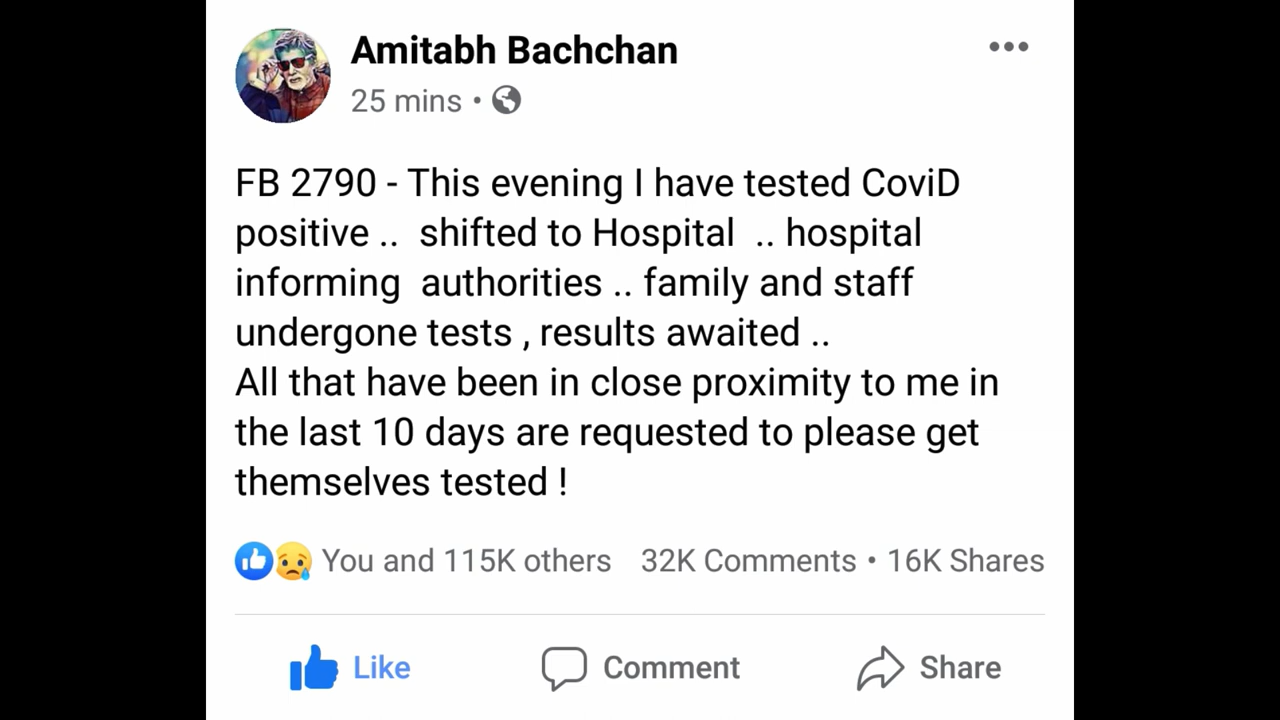 Amitabh Bachchan
25 mins •
FB 2790 - This evening I have tested CoviD
positive .. shifted to Hospital .. hospital
informing authorities .. family and staff
undergone tests , results awaited ..
All that have been in close proximity to me in
the last 10 days are requested to please get
themselves tested !
You and 115K others 32K Comments • 16K Shares
Like Comment Share